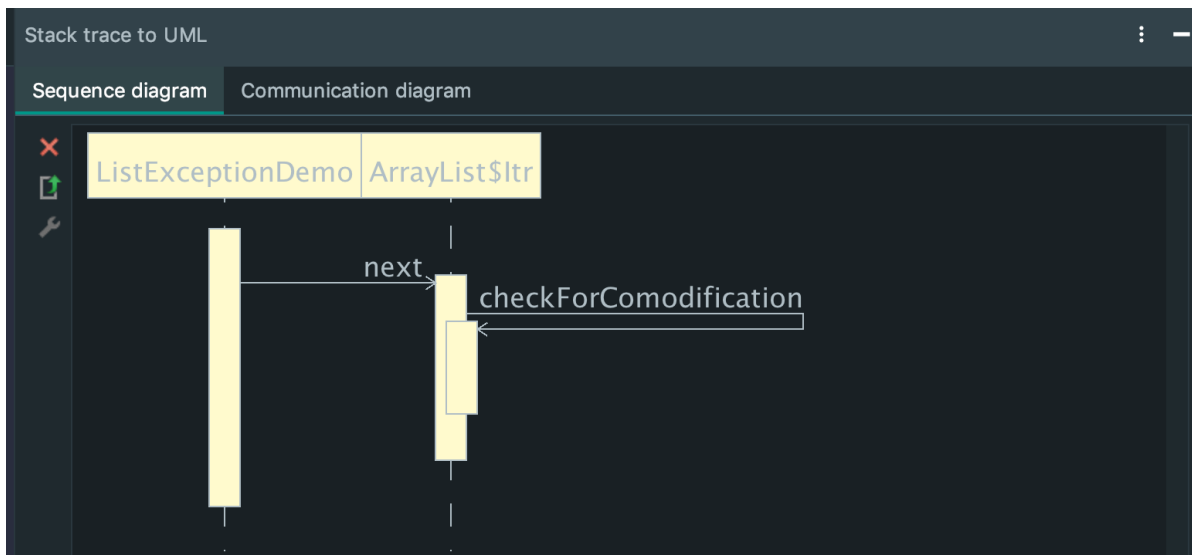 Stack trace to UML
Sequence diagram Communication diagram
ListExceptionDemo ArrayList$Itr
next
checkForComodification